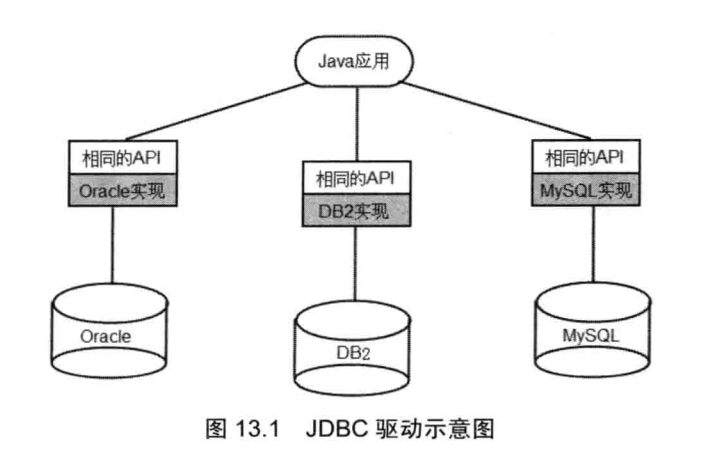 Java应用
相同的API
Oracle实现
相同的API
DB2实现
相同的API
MySQL实现
Oracle
DB2
MySQL
图 13.1 JDBC 驱动示意图